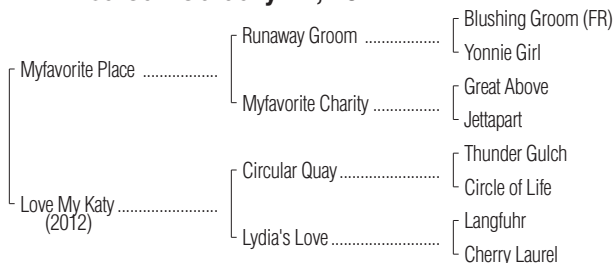 Blushing Groom (FR)
Runaway Groom ..................
Yonnie Girl
Myfavorite Place .................
Great Above
Myfavorite Charity ...............
Jettapart
Thunder Gulch
Circular Quay ......................
Circle of Life
Love My Katy .......................
(2012)
Langfuhr
Lydia's Love ........................
Cherry Laurel